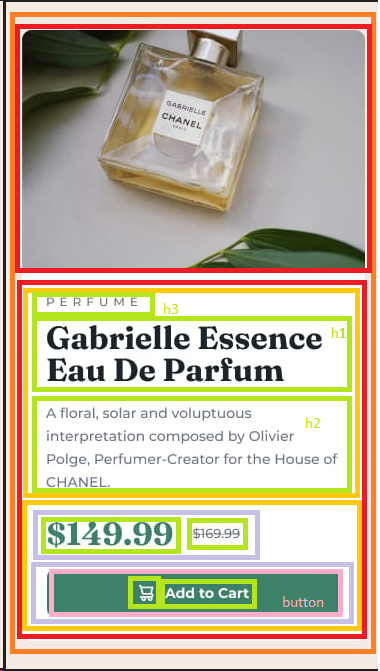 GABRIELLE
CHANEL
PARIS
PERFUME
h3
Gabrielle Essence
Eau De Parfum
h1
A floral, solar and voluptuous
interpretation composed by Olivier
Polge, Perfumer-Creator for the House of
CHANEL.
h2
$149.99
$169.99
Add to Cart
button